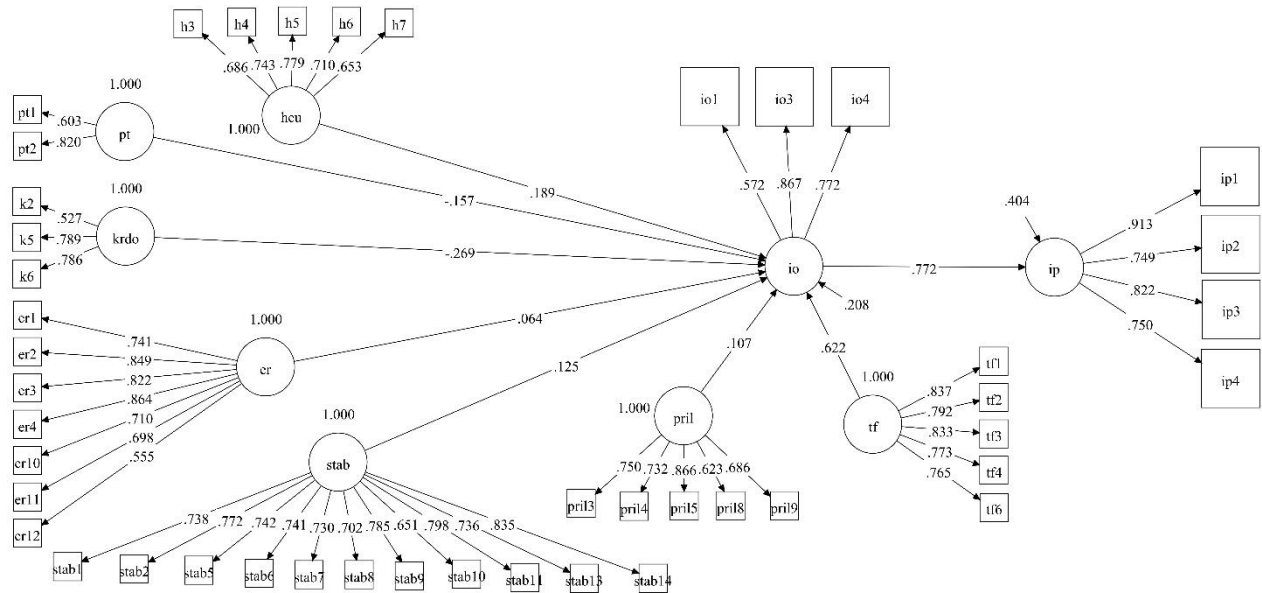 h3 h4 h5 h6 h7
.686 .743 .779 .710 .653
1.000
hcu
1.000
pt1
pt2
.603
.820
pt
1.000
k2
k5
k6
.527
.789
.786
krdo
1.000
-.157
.189
-.269
.064
.125
.107
.622
io1 io3 io4
.572 .867 .772
io
.208
.772
.404
ip
.913
.749
.822
.750
ip1
ip2
ip3
ip4
er1
er2
er3
er4
er10
er11
er12
.741
.849
.822
.864
.710
.698
.555
er
1.000
1.000
stab
.738 .772 .742 .741 .730 .702 .785 .651 .798 .736 .835
stab1 stab2 stab5 stab6 stab7 stab8 stab9 stab10 stab11 stab13 stab14
1.000
pril
.750 .732 .866 .623 .686
pril3 pril4 pril5 pril8 pril9
1.000
tf
.837
.792
.833
.773
.765
tf1
tf2
tf3
tf4
tf6